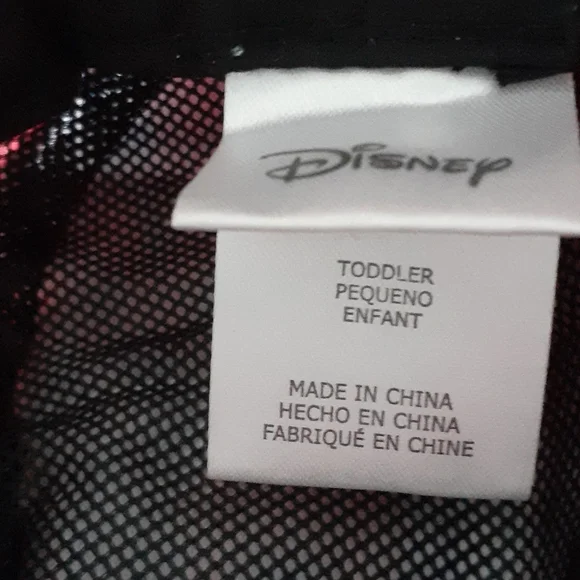 Disney
TODDLER
PEQUENO
ENFANT
MADE IN CHINA
HECHO EN CHINA
FABRIQUÉ EN CHINE